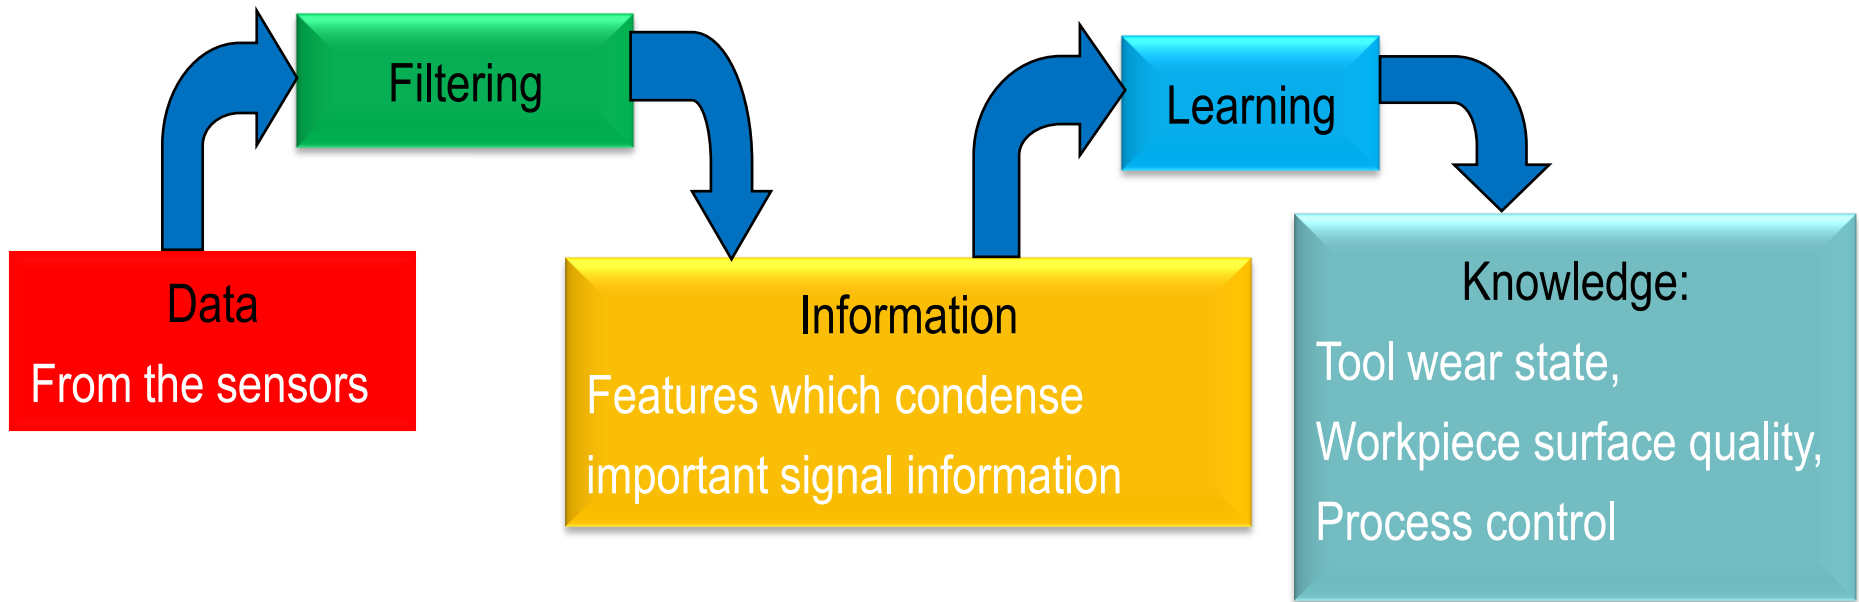 Filtering
Learning
Data
From the sensors
Information
Features which condense
important signal information
Knowledge:
Tool wear state,
Workpiece surface quality,
Process control